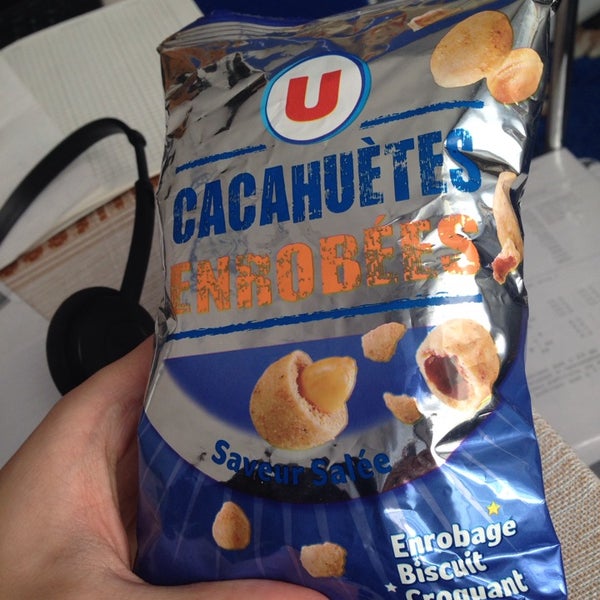 U
CACAHUÈTES
ENROBÉES
Saveur Salée
Enrobage
Biscuit
Croquant